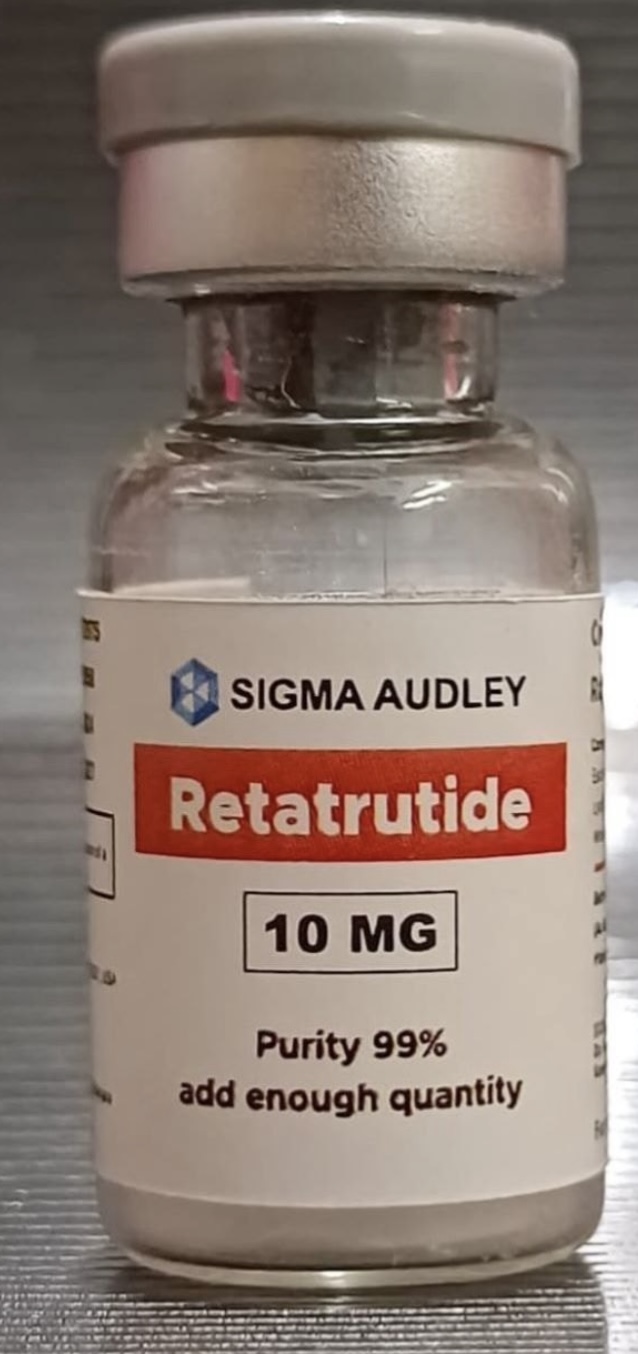 SIGMA AUDLEY
Retatrutide
10 MG
Purity 99%
add enough quantity